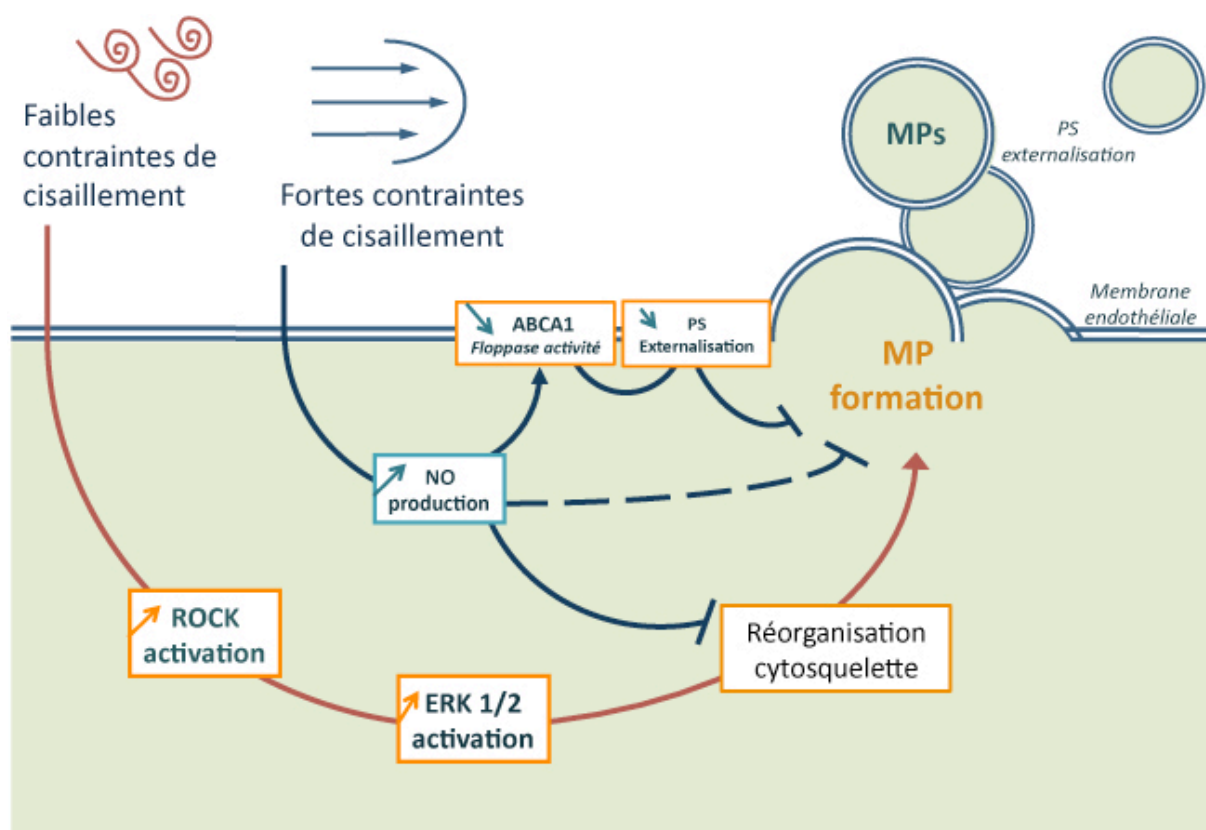 Faibles
contraintes de
cisaillement
Fortes contraintes
de cisaillement
MPs
PS
externalisation
Membrane
endothéliale
ABCA1
Floppase activité
PS
Externalisation
MP
formation
NO
production
ROCK
activation
ERK 1/2
activation
Réorganisation
cytosquelette